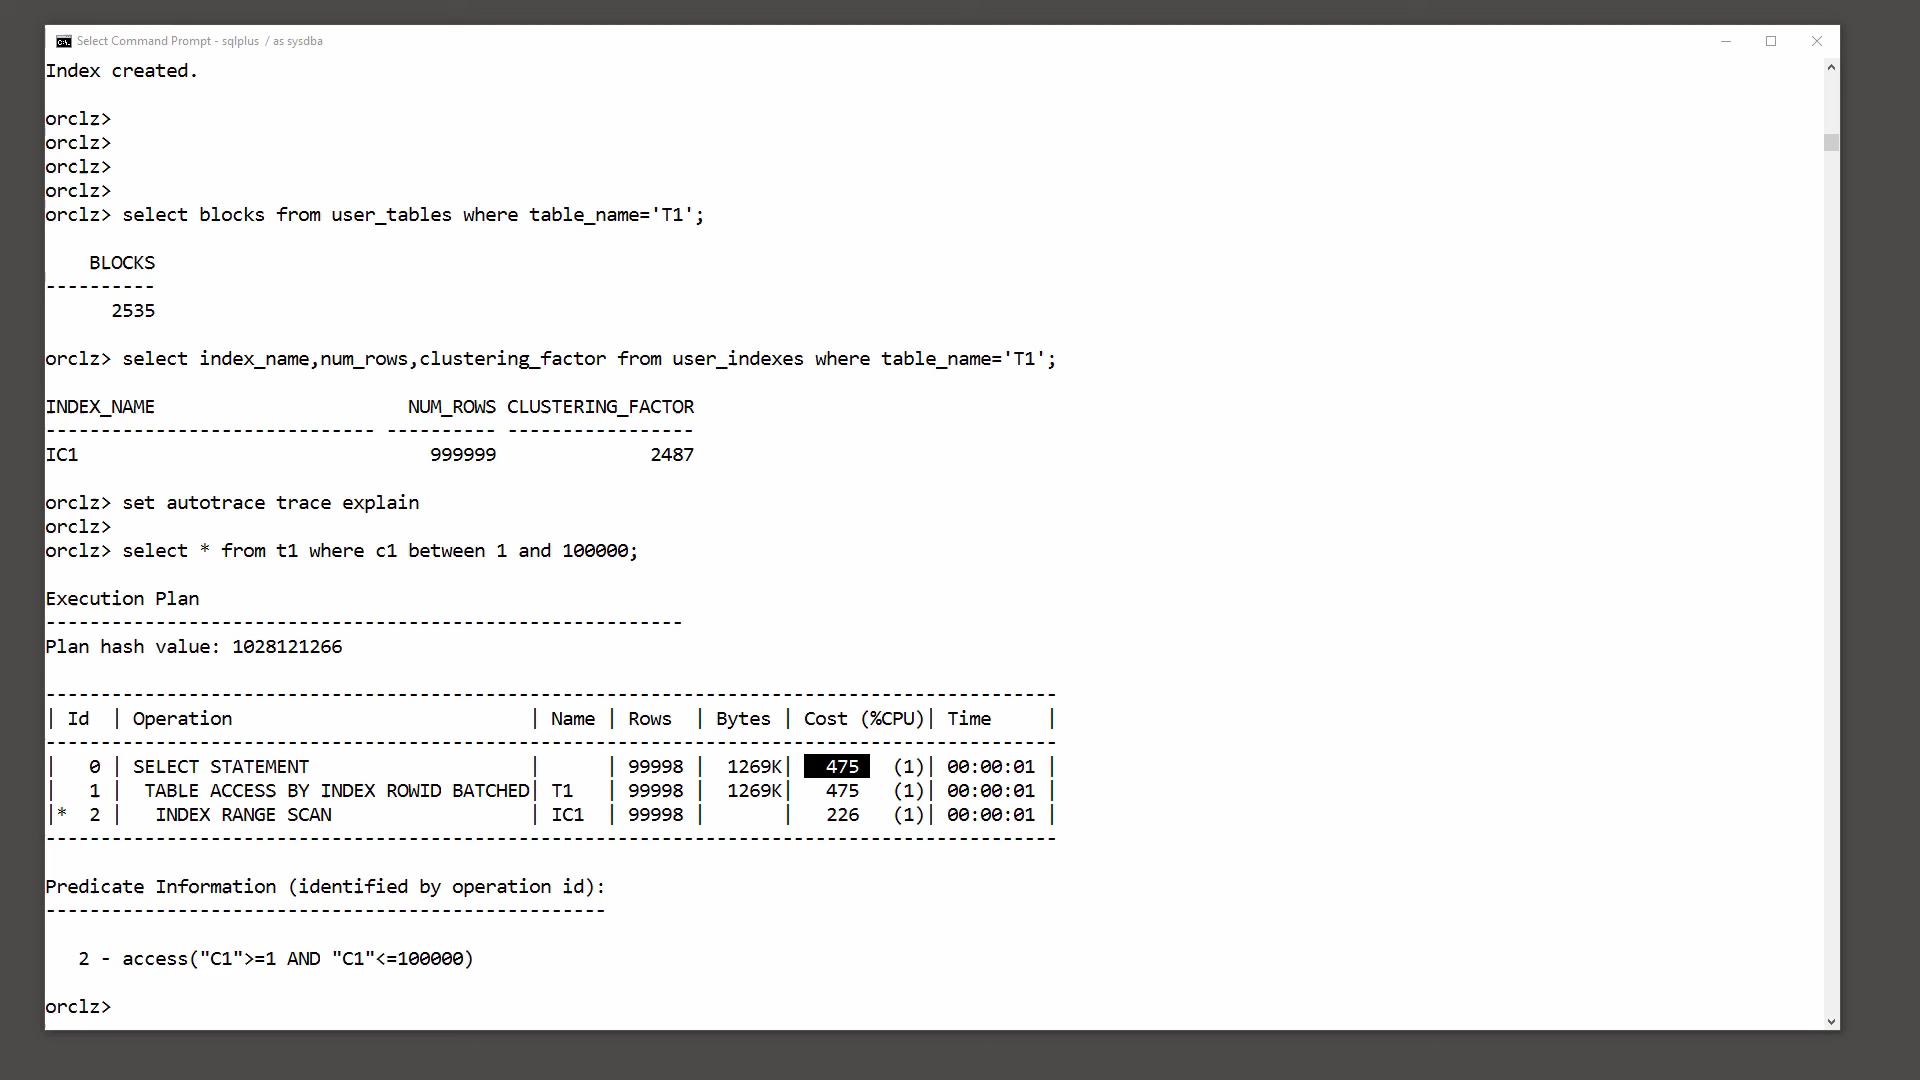 Select Command Prompt - sqlplus  / as sysdba
Index created.
orclz>
orclz>
orclz>
orclz>
orclz> select blocks from user_tables where table_name='T1';
    BLOCKS
----------
      2535
orclz> select index_name,num_rows,clustering_factor from user_indexes where table_name='T1';
INDEX_NAME                       NUM_ROWS CLUSTERING_FACTOR
------------------------------ ---------- -----------------
IC1                                999999              2487
orclz> set autotrace trace explain
orclz>
orclz> select * from t1 where c1 between 1 and 100000;
Execution Plan
----------------------------------------------------------
Plan hash value: 1028121266
--------------------------------------------------------------------------------------------
| Id  | Operation                           | Name | Rows  | Bytes | Cost (%CPU)| Time     |
--------------------------------------------------------------------------------------------
|   0 | SELECT STATEMENT                    |      | 99998 |  1269K|   475   (1)| 00:00:01 |
|   1 |  TABLE ACCESS BY INDEX ROWID BATCHED| T1   | 99998 |  1269K|   475   (1)| 00:00:01 |
|*  2 |   INDEX RANGE SCAN                  | IC1  | 99998 |       |   226   (1)| 00:00:01 |
--------------------------------------------------------------------------------------------
Predicate Information (identified by operation id):
---------------------------------------------------
   2 - access("C1">=1 AND "C1"<=100000)
orclz>